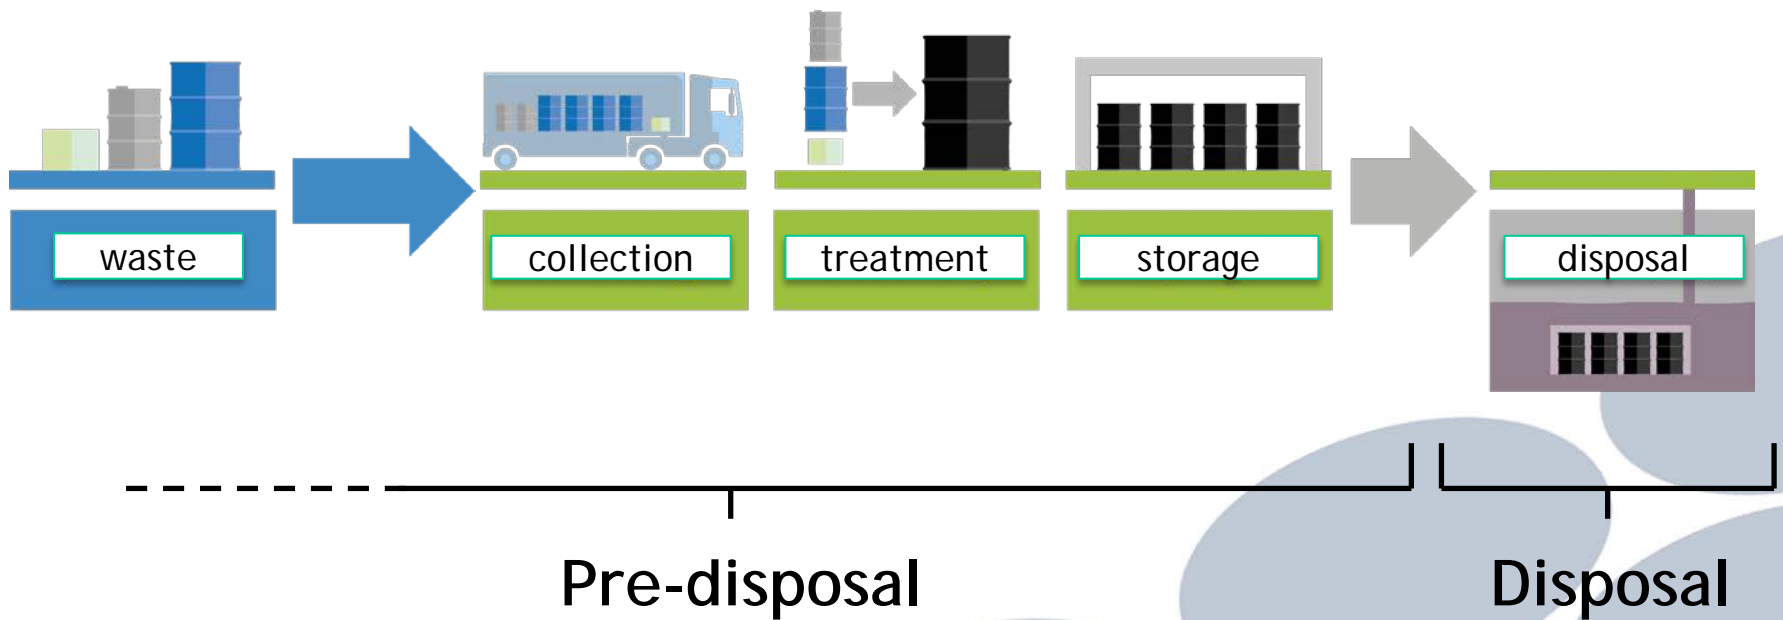 waste
collection
treatment
storage
disposal
Pre-disposal
Disposal